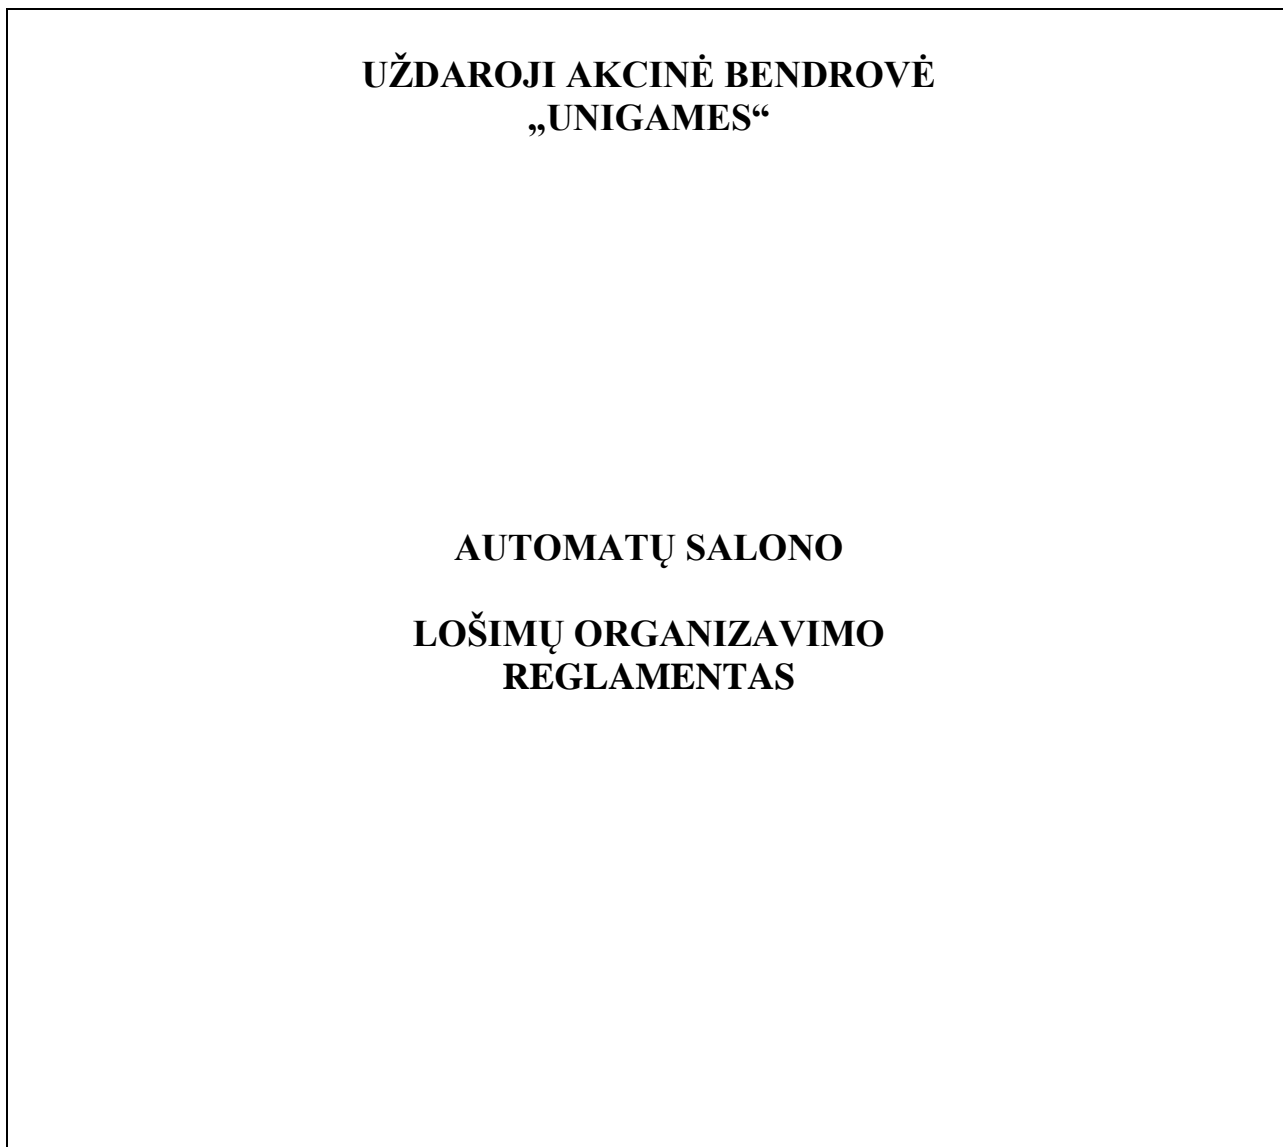 UŽDAROJI AKCINĖ BENDROVĖ
„UNIGAMES“
AUTOMATŲ SALONO
LOŠIMŲ ORGANIZAVIMO
REGLAMENTAS